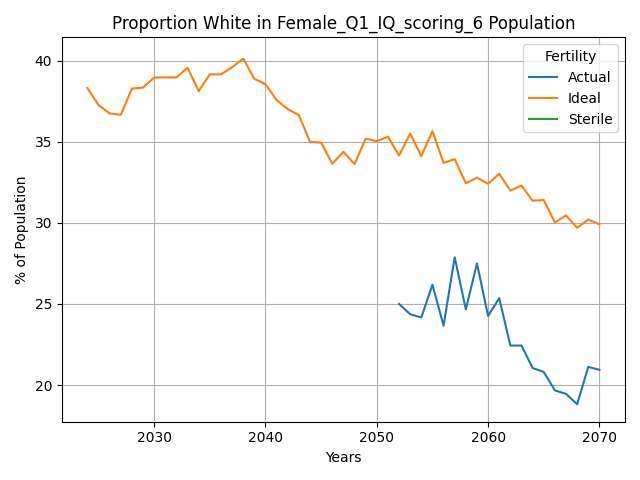 Proportion White in Female_Q1_IQ_scoring_6 Population
Fertility
Actual
Ideal
Sterile
% of Population
40
35
30
25
20
2030
2040
2050
2060
2070
Years